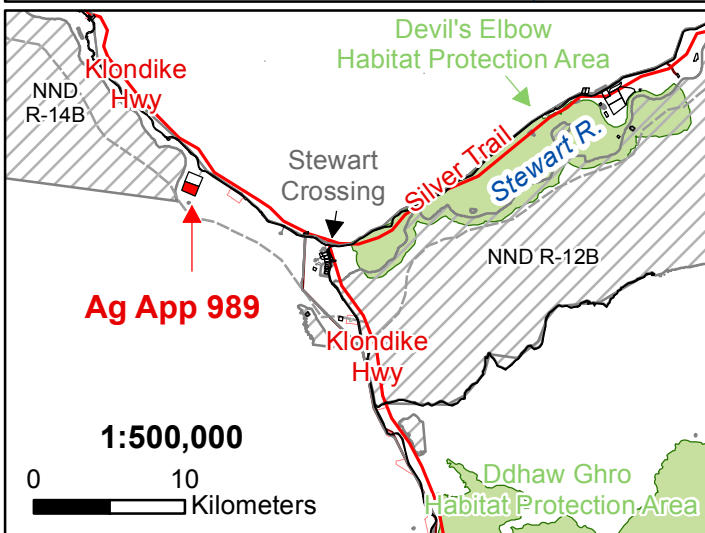 Devil's Elbow
Habitat Protection Area
Klondike
Hwy
NND
R-14B
Stewart
Crossing
Silver Trail
Stewart R.
NND R-12B
Ag App 989
Klondike
Hwy
1:500,000
0 10
Kilometers
Ddhaw Ghro
Habitat Protection Area